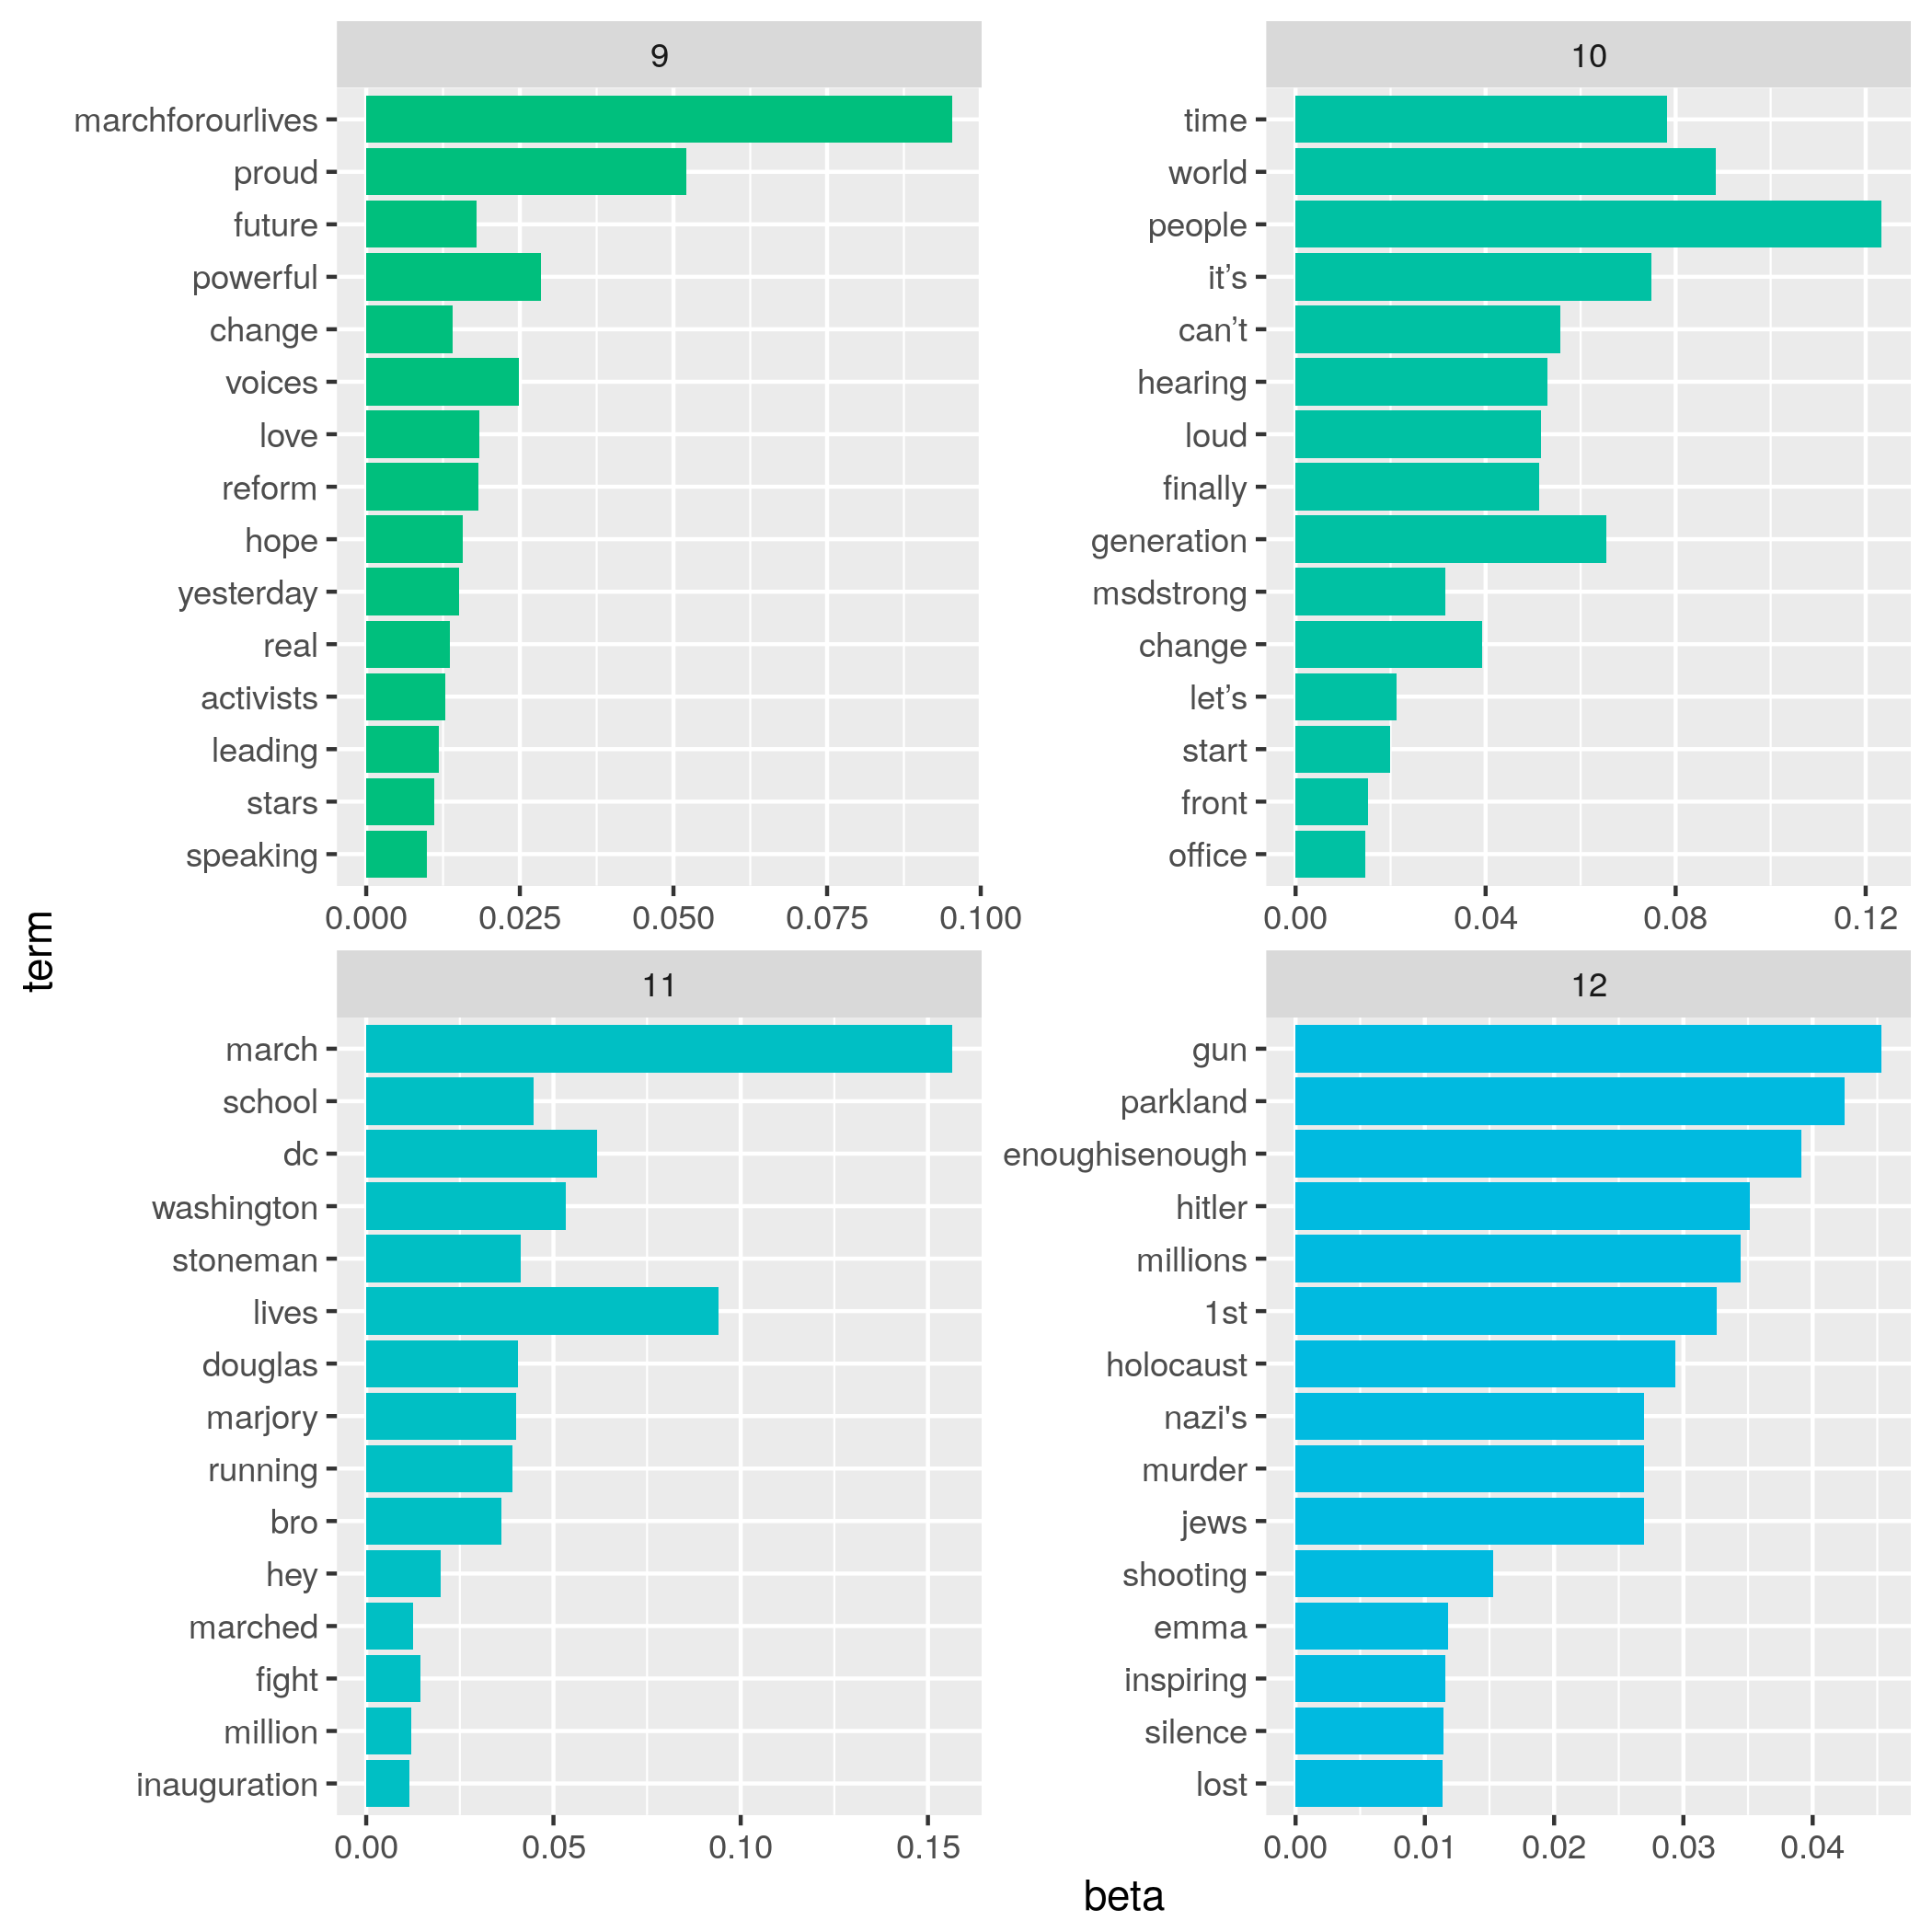 9
marchforourlives
proud
future
powerful
change
voices
love
reform
hope
yesterday
real
activists
leading
stars
speaking
0.000 0.025 0.050 0.075 0.100
10
time
world
people
it’s
can’t
hearing
loud
finally
generation
msdstrong
change
let’s
start
front
office
0.00 0.04 0.08 0.12
term
11
march
school
dc
washington
stoneman
lives
douglas
marjory
running
bro
hey
marched
fight
million
inauguration
0.00 0.05 0.10 0.15
12
gun
parkland
enoughisenough
hitler
millions
1st
holocaust
nazi's
murder
jews
shooting
emma
inspiring
silence
lost
0.00 0.01 0.02 0.03 0.04
beta